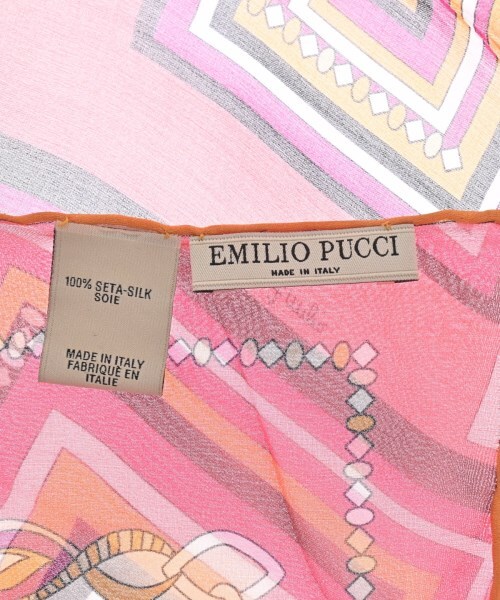 EMILIO PUCCI
MADE IN ITALY
100% SETA-SILK
SOIE
MADE IN ITALY
FABRIQUÉ EN
ITALIE